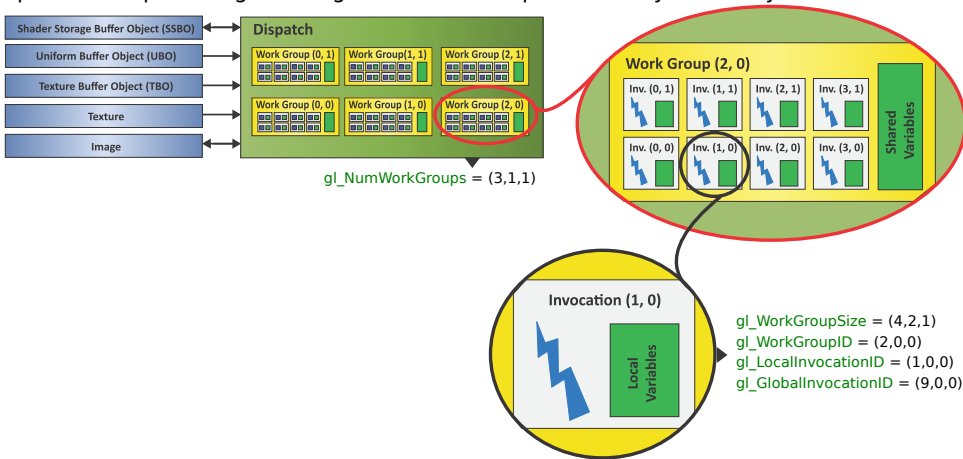 Shader Storage Buffer Object (SSBO)
Uniform Buffer Object (UBO)
Texture Buffer Object (TBO)
Texture
Image
Dispatch
Work Group (0, 1)
Work Group(1, 1)
Work Group (2, 1)
Work Group (0, 0)
Work Group (1, 0)
Work Group (2, 0)
gl_NumWorkGroups = (3,1,1)
Work Group (2, 0)
Inv. (0, 1)
Inv. (1, 1)
Inv. (2, 1)
Inv. (3, 1)
Inv. (0, 0)
Inv. (1, 0)
Inv. (2, 0)
Inv. (3, 0)
Shared
Variables
Invocation (1, 0)
Local
Variables
gl_WorkGroupSize = (4,2,1)
gl_WorkGroupID = (2,0,0)
gl_LocalInvocationID = (1,0,0)
gl_GlobalInvocationID = (9,0,0)